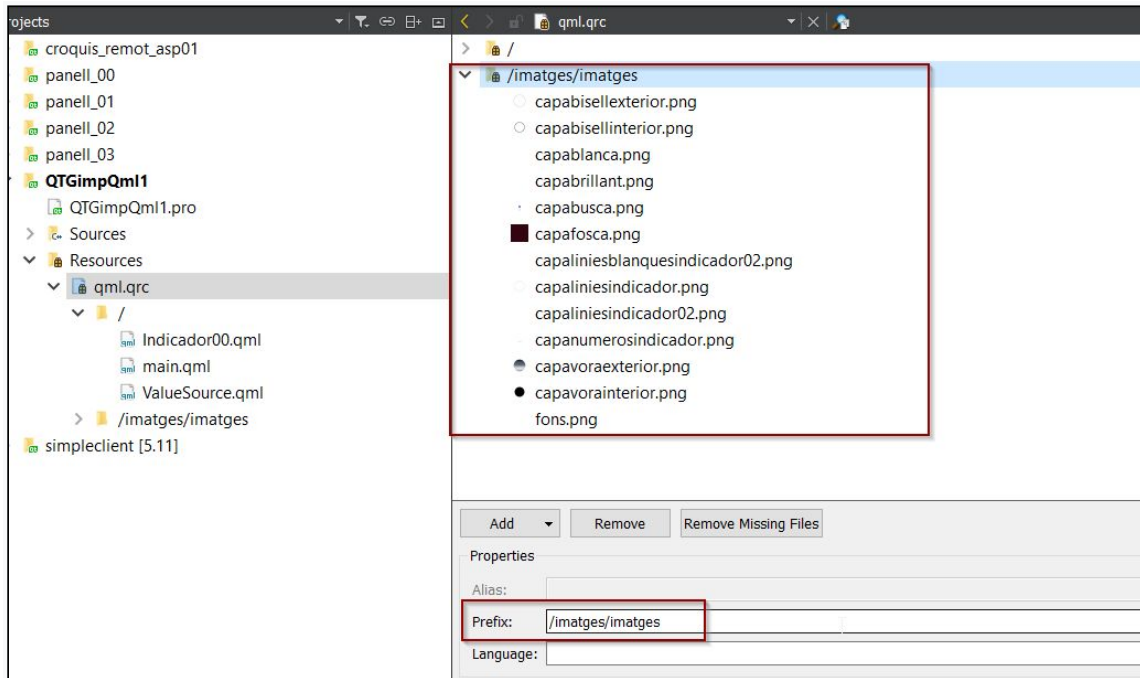 ojects
qml.qrc
croquis_remot_asp01
panell_00
panell_01
panell_02
panell_03
QTGimpQml1
QTGimpQml1.pro
Sources
Resources
qml.qrc
/
Indicador00.qml
main.qml
ValueSource.qml
/imatges/imatges
simpleclient [5.11]
/
/imatges/imatges
capabisellexterior.png
capabisellinterior.png
capablanca.png
capabrillant.png
capabusca.png
capafosca.png
capaliniesblanquesindicador02.png
capaliniesindicador.png
capaliniesindicador02.png
capanumerosindicador.png
capavoraexterior.png
capavorainterior.png
fons.png
Add Remove Remove Missing Files
Properties
Alias:
Prefix: /imatges/imatges
Language: